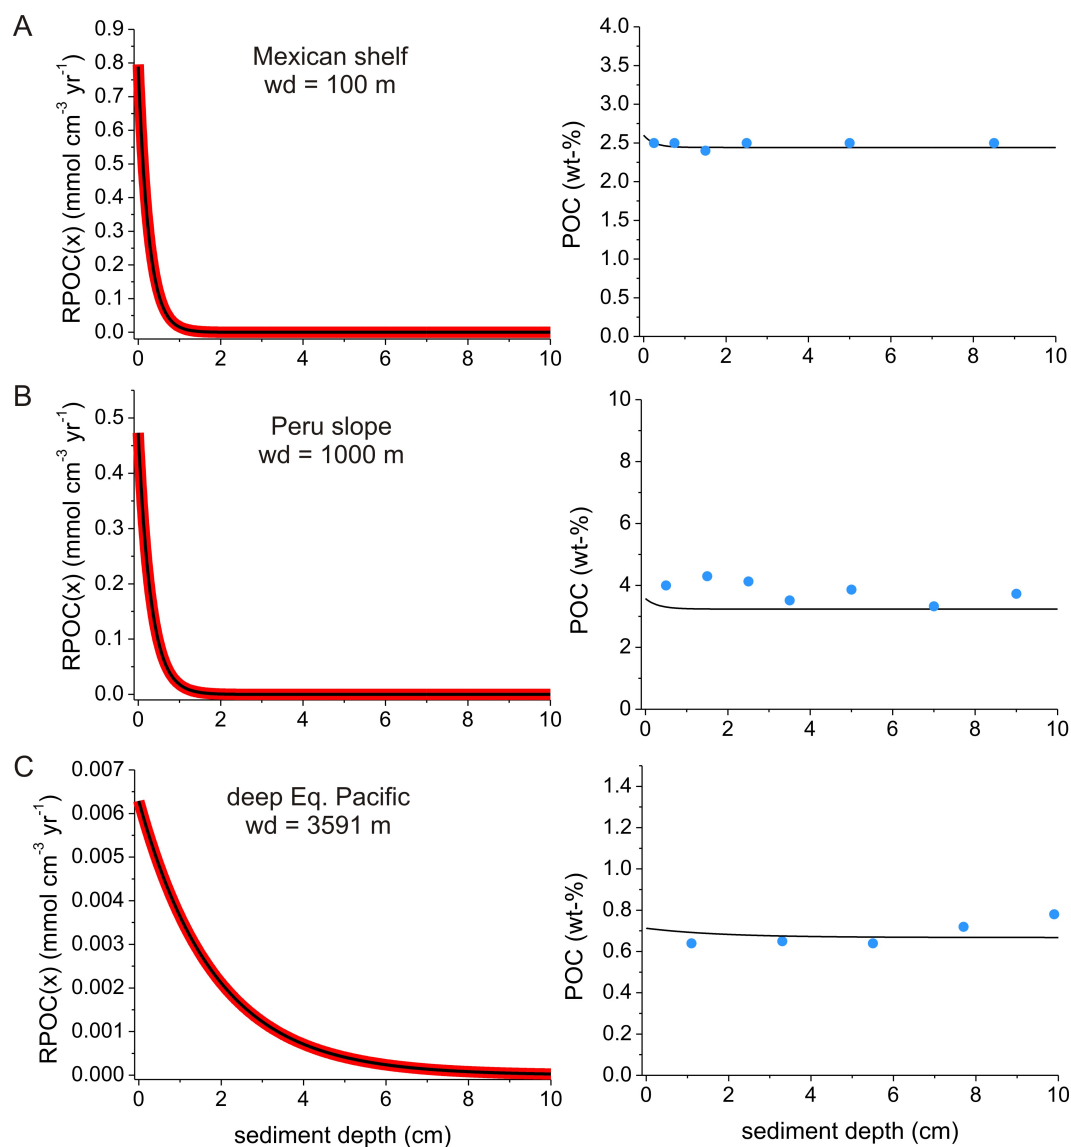 A
Mexican shelf
wd = 100 m
RPOC(x) (mmol cm⁻³ yr⁻¹)
0.9
0.8
0.7
0.6
0.5
0.4
0.3
0.2
0.1
0.0
0 2 4 6 8 10
POC (wt-%)
4.0
3.5
3.0
2.5
2.0
1.5
1.0
0.5
0.0
0 2 4 6 8 10
B
Peru slope
wd = 1000 m
RPOC(x) (mmol cm⁻³ yr⁻¹)
0.5
0.4
0.3
0.2
0.1
0.0
0 2 4 6 8 10
POC (wt-%)
10
8
6
4
2
0
0 2 4 6 8 10
C
deep Eq. Pacific
wd = 3591 m
RPOC(x) (mmol cm⁻³ yr⁻¹)
0.007
0.006
0.005
0.004
0.003
0.002
0.001
0.000
0 2 4 6 8 10
sediment depth (cm)
POC (wt-%)
1.4
1.2
1.0
0.8
0.6
0.4
0.2
0.0
0 2 4 6 8 10
sediment depth (cm)